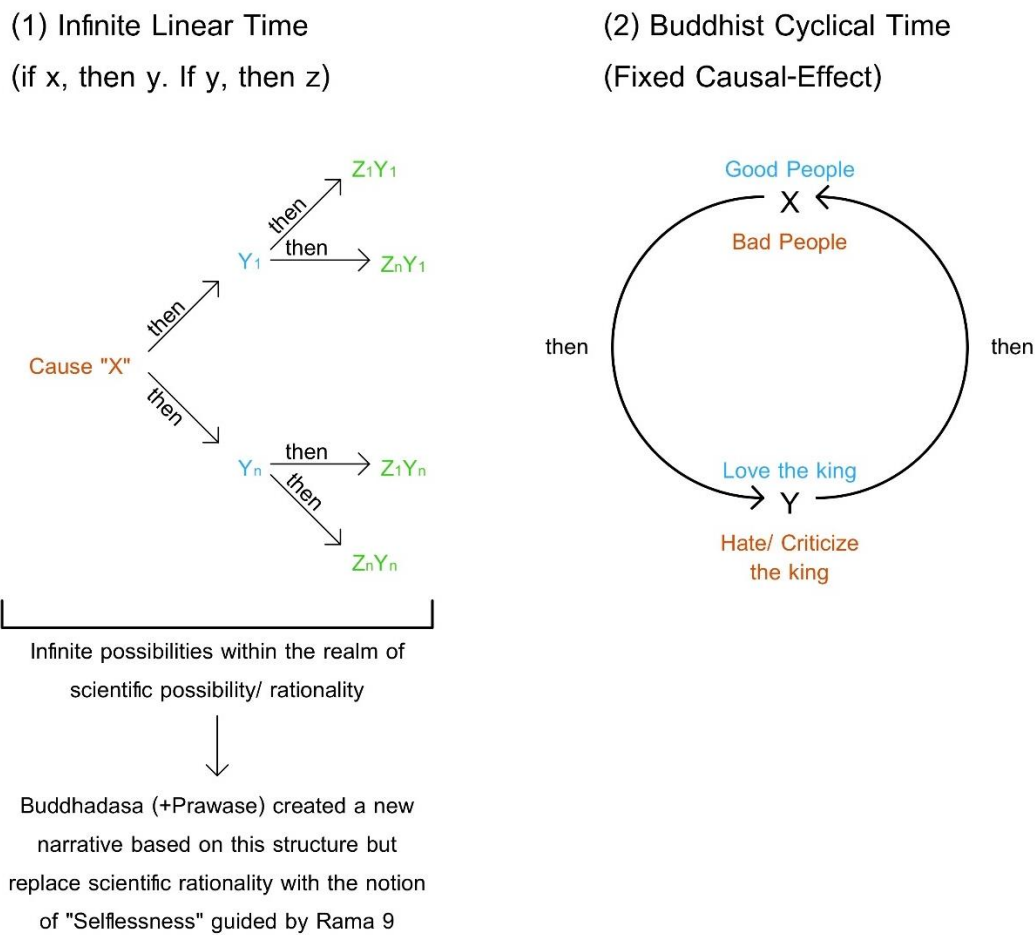 (1) Infinite Linear Time
(if x, then y. If y, then z)
Z₁Y₁
then
then
Y₁
ZₙY₁
then
Cause "X"
then
then
Yₙ
Z₁Yₙ
then
ZₙYₙ
Infinite possibilities within the realm of
scientific possibility/ rationality
Buddhadasa (+Prawase) created a new
narrative based on this structure but
replace scientific rationality with the notion
of "Selflessness" guided by Rama 9
(2) Buddhist Cyclical Time
(Fixed Causal-Effect)
Good People
X
Bad People
then
then
Love the king
Y
Hate/ Criticize
the king